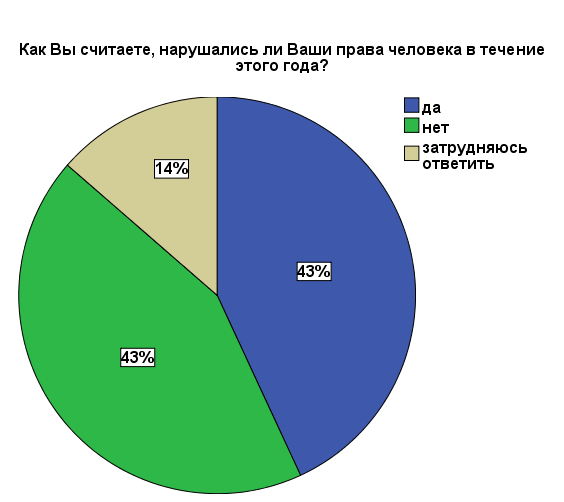 Как Вы считаете, нарушались ли Ваши права человека в течение
этого года?
да
нет
затрудняюсь
ответить
14%
43%
43%